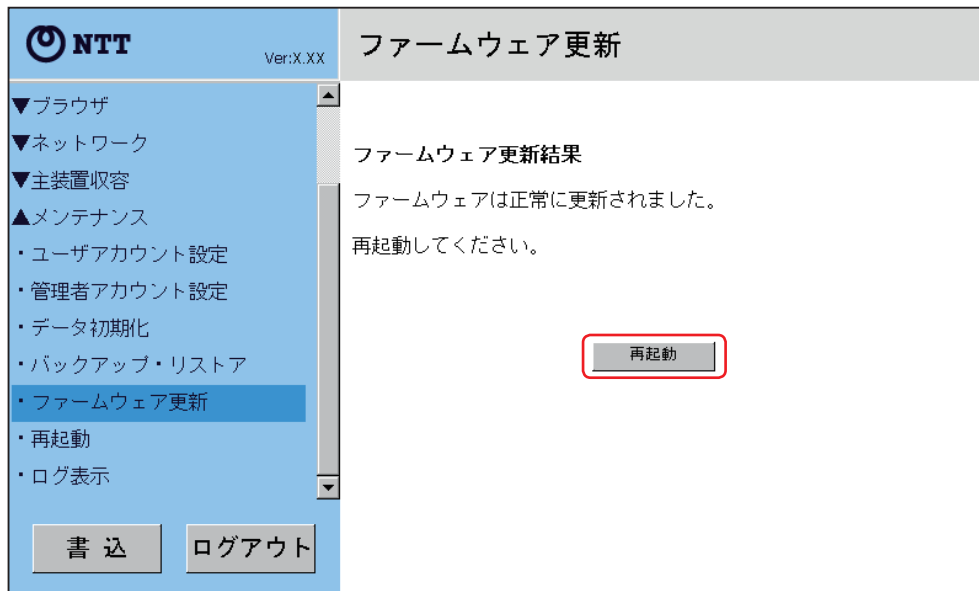 NTT
Ver:X.XX
ファームウェア更新
▼ブラウザ
▼ネットワーク
▼主装置収容
▲メンテナンス
・ユーザアカウント設定
・管理者アカウント設定
・データ初期化
・バックアップ・リストア
・ファームウェア更新
・再起動
・ログ表示
書 込
ログアウト
ファームウェア更新結果
ファームウェアは正常に更新されました。
再起動してください。
再起動